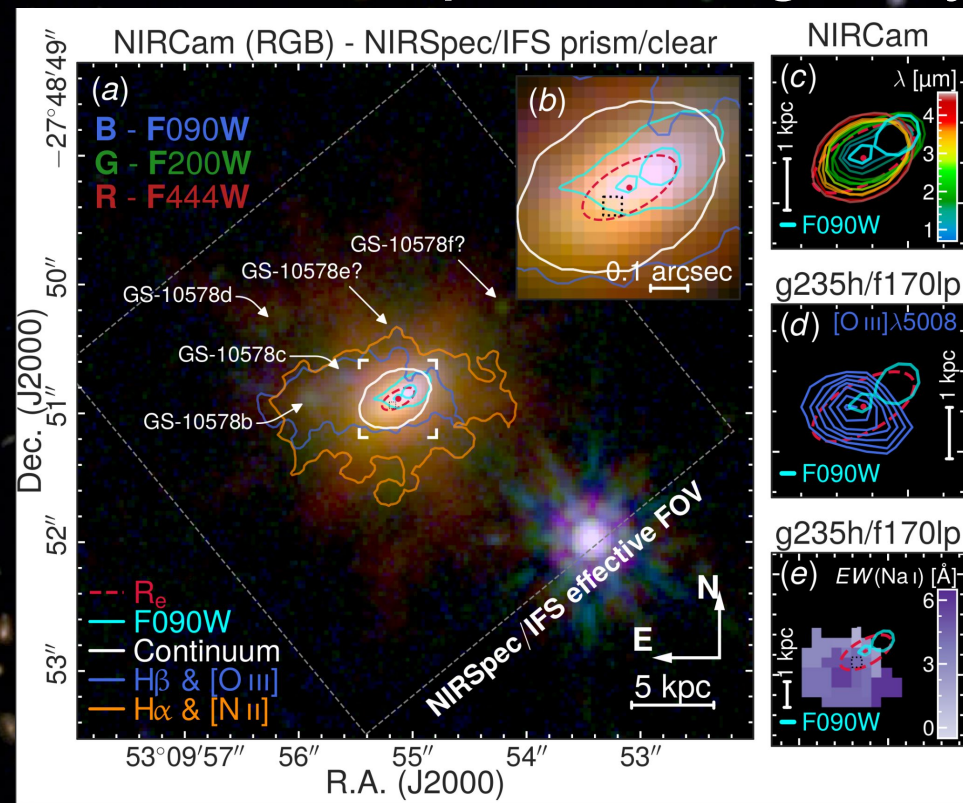 NIRCam (RGB) - NIRSpec/IFS prism/clear
(a)
B - F090W
G - F200W
R - F444W
GS-10578f?
GS-10578e?
GS-10578d
GS-10578c
GS-10578b
R_e
F090W
Continuum
Hβ & [O III]
Hα & [N II]
NIRSpec/IFS effective FOV
N
E
5 kpc
−27°48′49″
50″
51″
52″
53″
Dec. (J2000)
53°09′57″ 56″ 55″ 54″ 53″
R.A. (J2000)
(b)
0.1 arcsec
NIRCam
(c) λ [μm]
4
3
2
1
1 kpc
F090W
g235h/f170lp
(d) [O III]λ5008
1 kpc
F090W
g235h/f170lp
(e) EW(Na I) [Å]
6
3
0
1 kpc
F090W